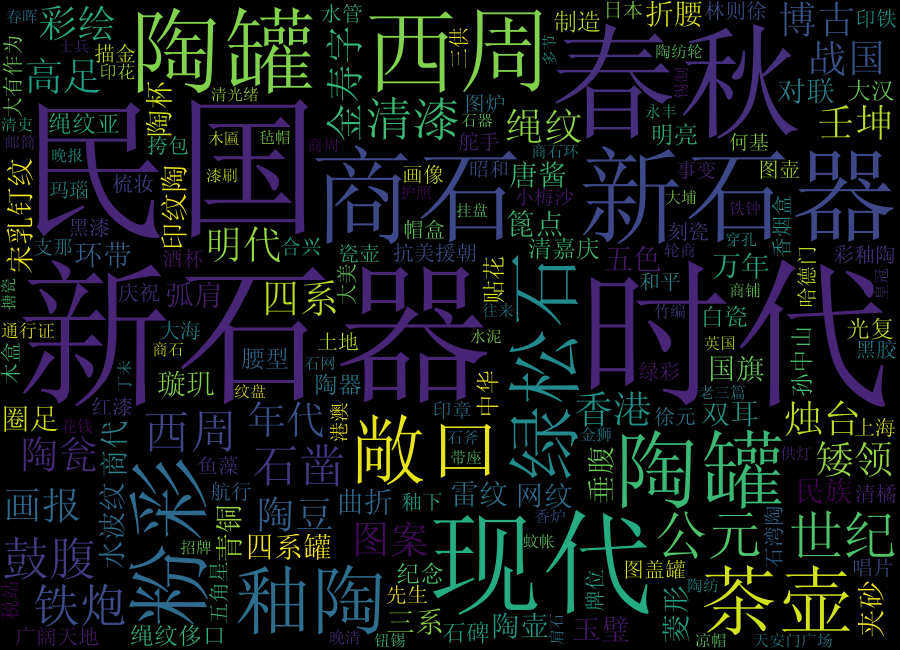 春晖
彩绘
陶罐
西周
三供
水管
制造
日本
折腰
林则徐
博古
印铁
大有作为
士兵
描金
印花
高足
清光绪
陶杯
金寿字
清漆
图炉
石器
绳纹
多节
春秋
陶纺轮
战国
对联
大汉
清吏
邮筒
绳纹亚
晚报
民国
挎包
木匾
毡帽
漆刷
商周
舵手
永丰
明亮
何基
壬坤
宋乳钉纹
玛瑙
梳妆
印纹陶
商石
画像
护照
昭和
唐酱
商石环
小梅沙
新石器
事变
大埔
图壶
铁钟
香烟盒
黑漆
支那
环带
酒杯
明代
合兴
瓷壶
帽盒
挂盘
篦点
抗美援朝
清嘉庆
刻瓷
五色
轮商
穿孔
万年
哈德门
彩釉陶
皇冠
搪瓷
新石器
庆祝
弧肩
四系
大美
贴花
往来
绿松石
和平
时代
竹编
商铺
白瓷
英国
孙中山
光复
黑胶
通行证
木盒
大海
商石
丁未
璇玑
腰型
纹盘
土地
石网
陶器
水泥
中华
绿彩
国旗
老三篇
圈足
红漆
花钱
西周
年代
港澳
敞口
印章
石斧
带座
香港
金狮
徐元
双耳
烛台
上海
供灯
矮领
陶瓮
商代
鱼藻
石凿
垂腹
陶罐
民族
清橘
画报
水波纹
粉彩
航行
青铜
陶豆
曲折
釉下
雷纹
网纹
香炉
现代
蚊帐
公元
石湾陶
世纪
唱片
鼓腹
招牌
五角星
四系罐
图案
纪念
图盖罐
陶纺
茶壶
夹砂
税站
铁炮
釉陶
先生
牌位
菱形
广阔天地
绳纹侈口
晚清
钮锡
三系
石碑
陶壶
肩石
玉璧
凉帽
天安门广场